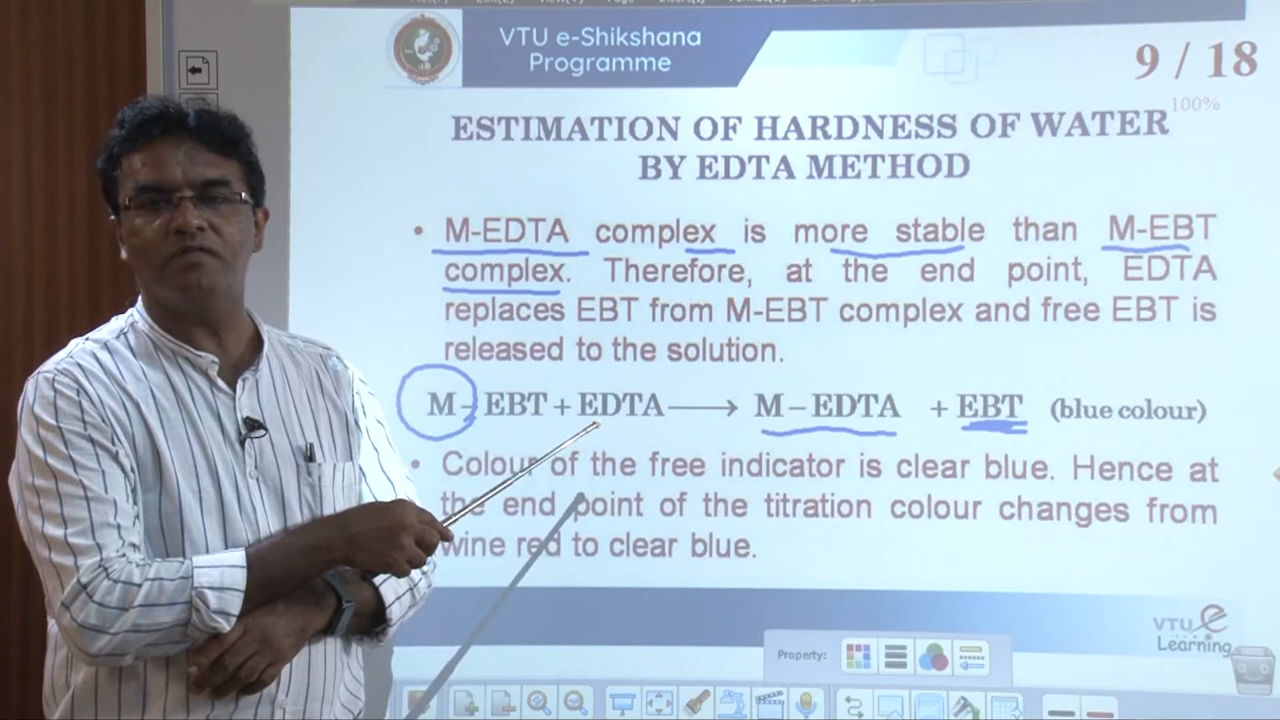 VTU e-Shikshana
Programme
9 / 18
100%
ESTIMATION OF HARDNESS OF WATER
BY EDTA METHOD
• M-EDTA complex is more stable than M-EBT
complex. Therefore, at the end point, EDTA
replaces EBT from M-EBT complex and free EBT is
released to the solution.
M – EBT + EDTA ⟶ M – EDTA + EBT (blue colour)
• Colour of the free indicator is clear blue. Hence at
the end point of the titration colour changes from
wine red to clear blue.
VTU e
Learning
Property: